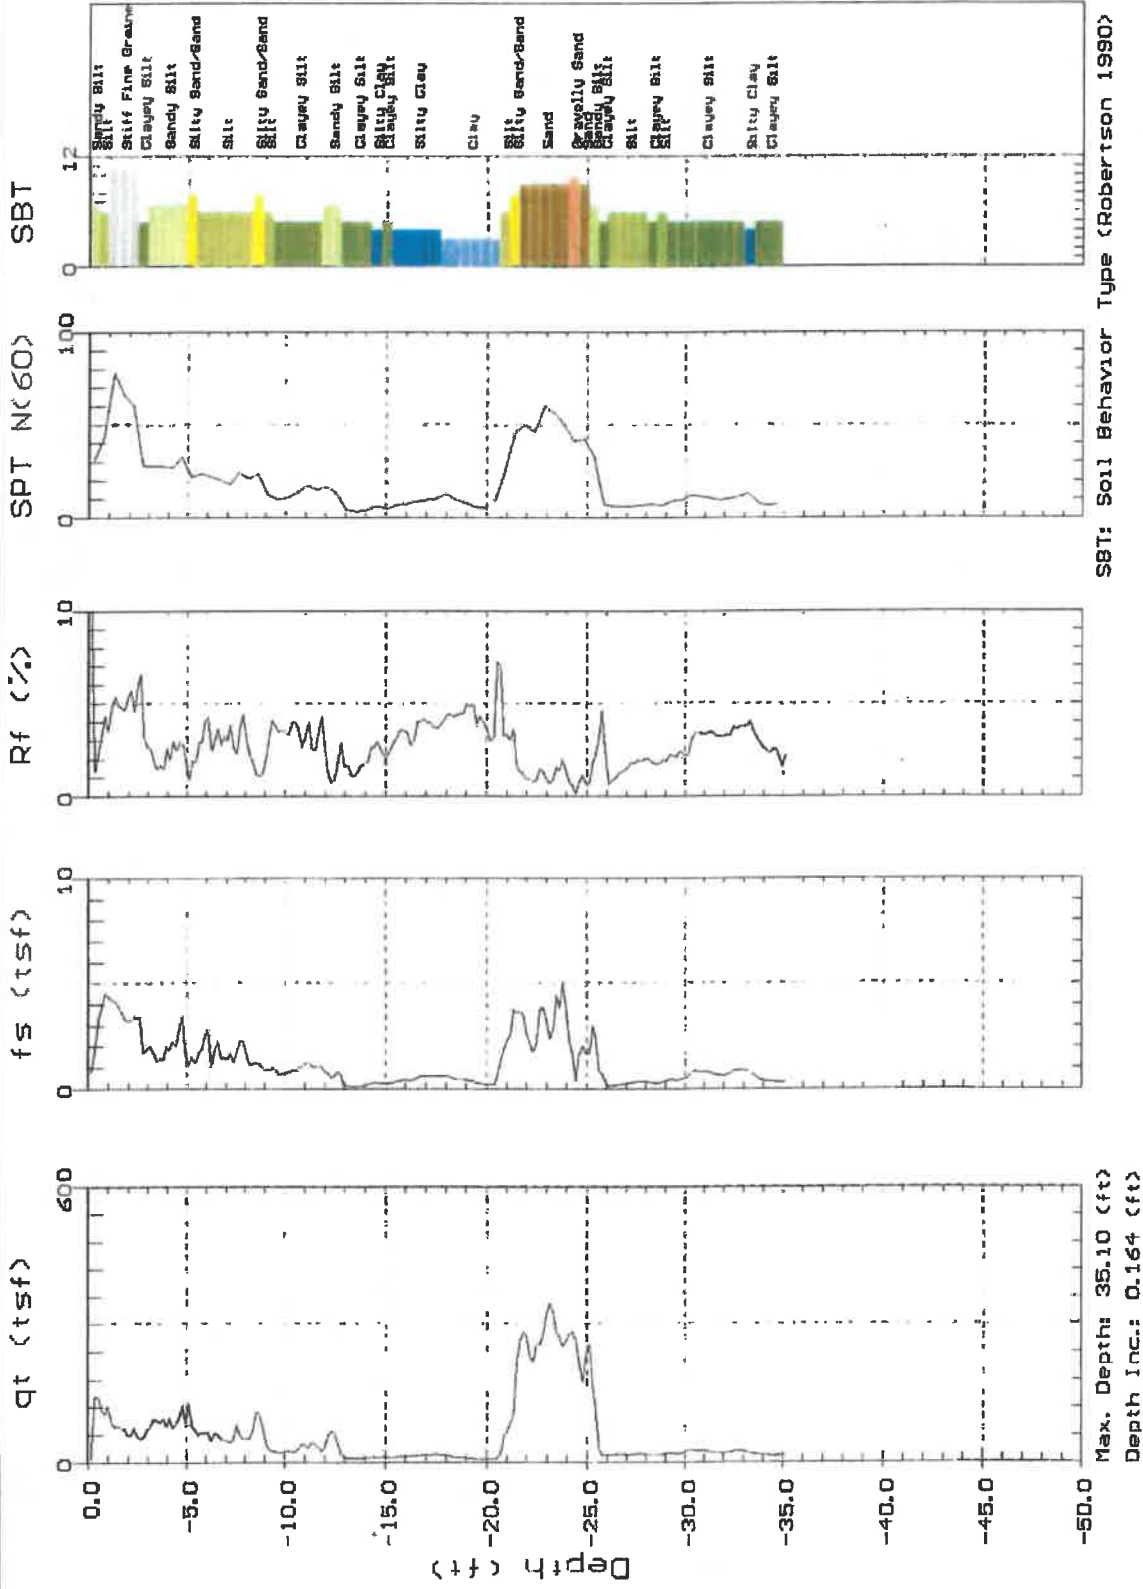 qt (tsf)
fs (tsf)
Rf (%)
SPT N(60)
SBT
0
600
0
10
0
10
0
100
0
12
Depth (ft)
0.0
-5.0
-10.0
-15.0
-20.0
-25.0
-30.0
-35.0
-40.0
-45.0
-50.0
Sandy Silt
Silt
Stiff Fine Graine
Clayey Silt
Sandy Silt
Silty Sand/Sand
Silt
Silty Sand/Sand
Silt
Clayey Silt
Sandy Silt
Clayey Silt
Silty Clay
Clayey Silt
Silty Clay
Clay
Silt
Silty Sand/Sand
Sand
Gravelly Sand
Sand
Sandy Silt
Clayey Silt
Silt
Clayey Silt
Silt
Clayey Silt
Silty Clay
Clayey Silt
Max. Depth: 35.10 (ft)
Depth Inc.: 0.164 (ft)
SBT: Soil Behavior Type (Robertson 1990)